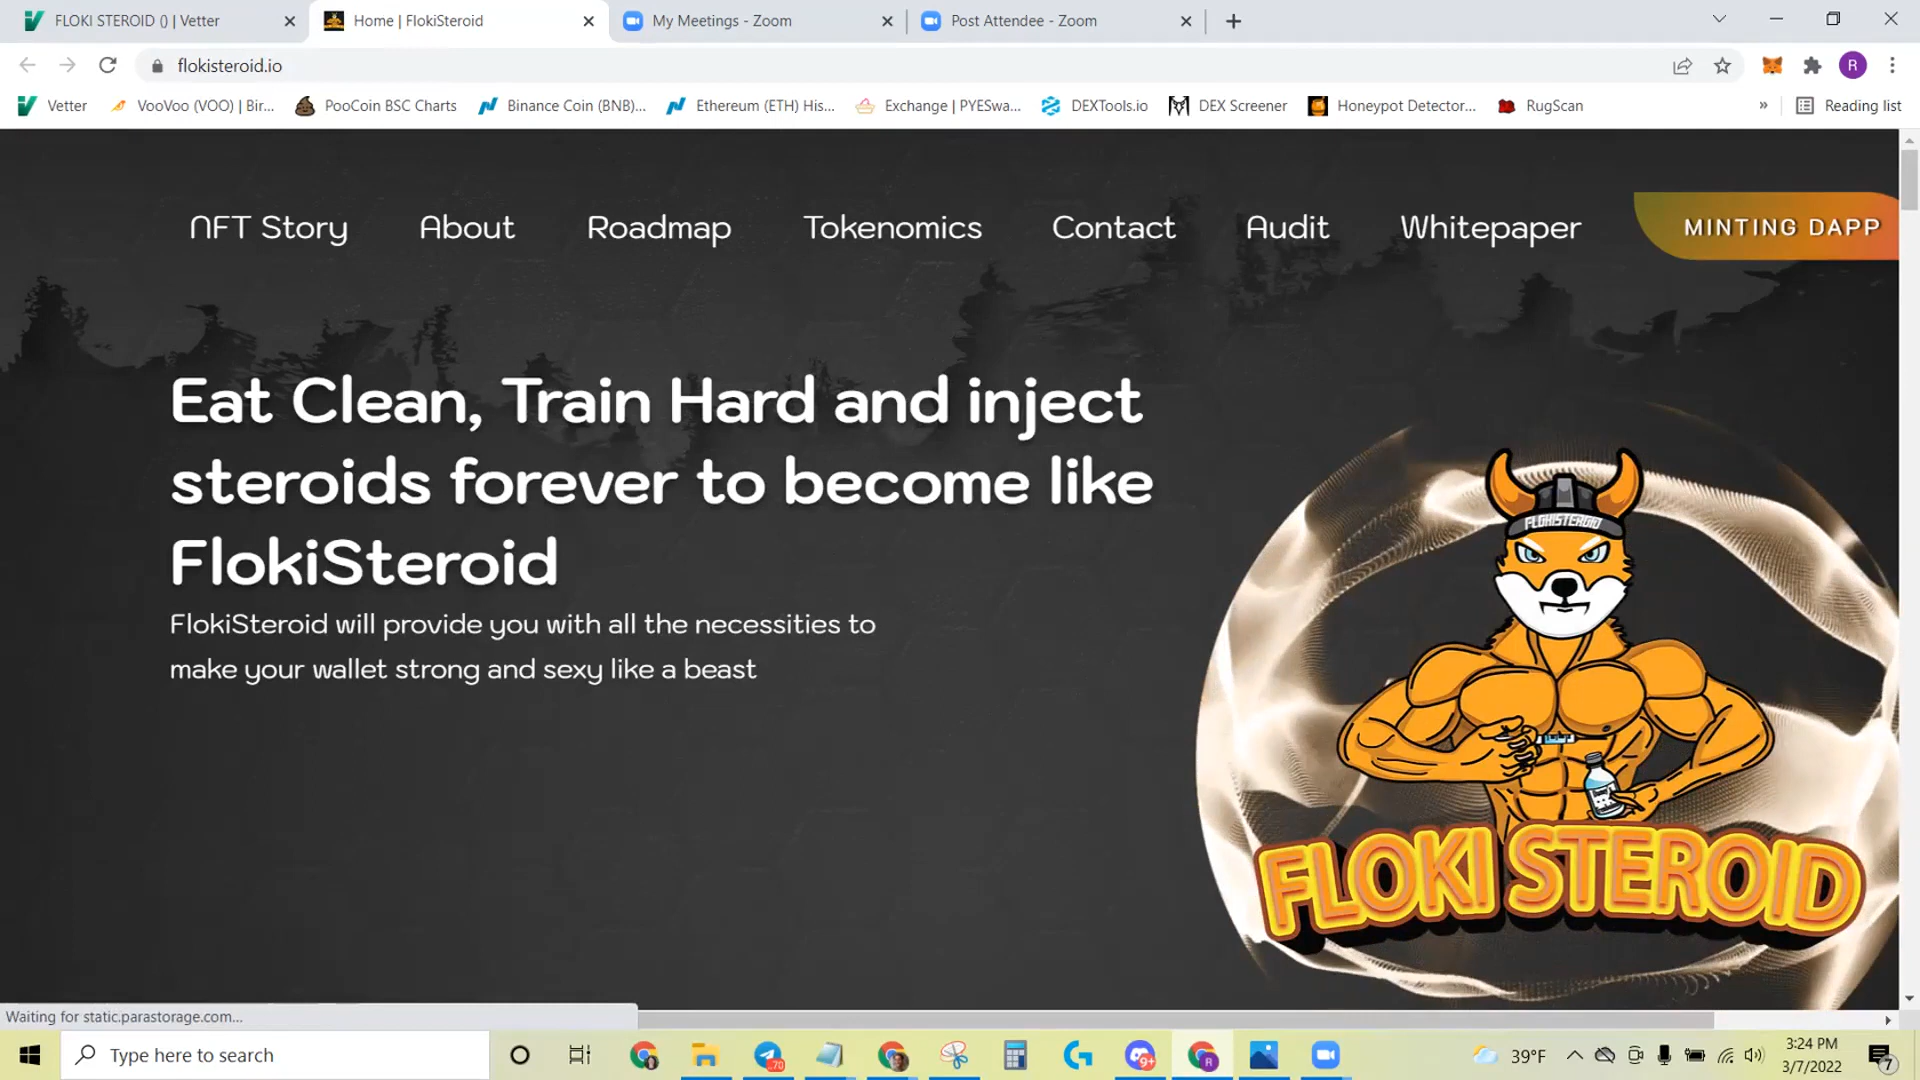 FLOKI STEROID () | Vetter
Home | FlokiSteroid
My Meetings - Zoom
Post Attendee - Zoom
flokisteroid.io
R
Vetter
VooVoo (VOO) | Bir...
PooCoin BSC Charts
Binance Coin (BNB)...
Ethereum (ETH) His...
Exchange | PYESwa...
DEXTools.io
DEX Screener
Honeypot Detector...
RugScan
»
Reading list
NFT Story
About
Roadmap
Tokenomics
Contact
Audit
Whitepaper
MINTING DAPP
Eat Clean, Train Hard and inject
steroids forever to become like
FlokiSteroid
FlokiSteroid will provide you with all the necessities to
make your wallet strong and sexy like a beast
FLOKISTEROID
FLOKI STEROID
Waiting for static.parastorage.com...
Type here to search
70
9+
R
39°F
3:24 PM
3/7/2022
7